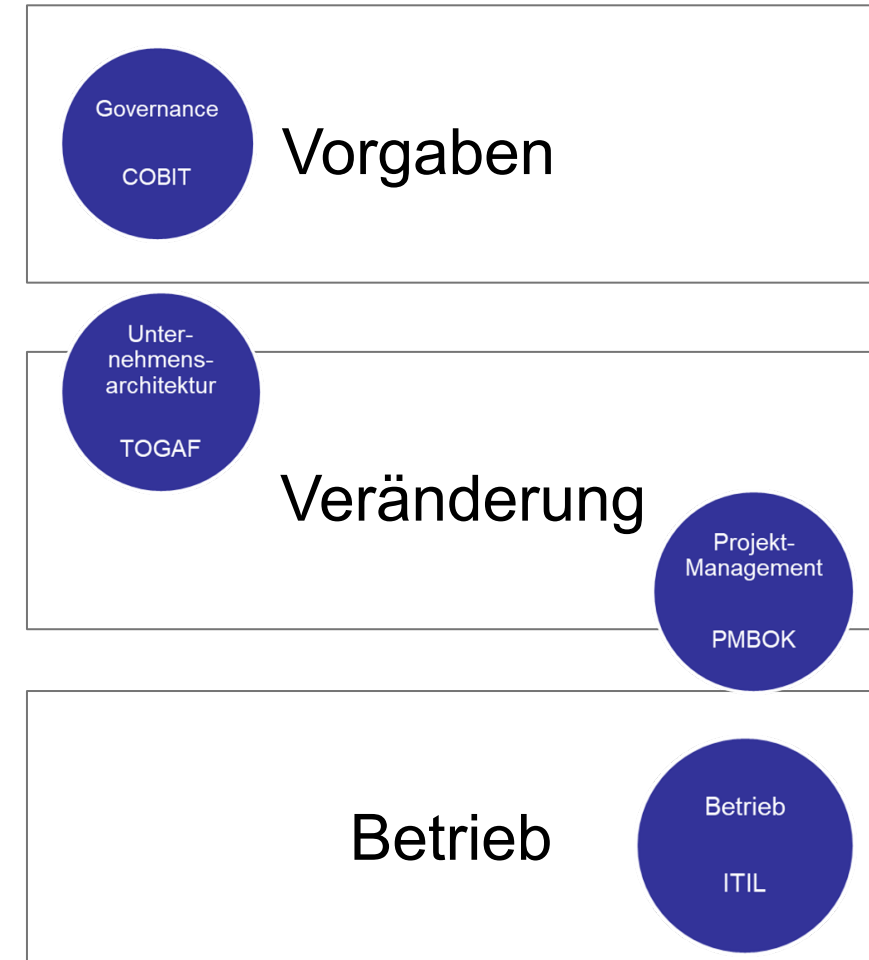 Governance
COBIT
Vorgaben
Unter-
nehmens-
architektur
TOGAF
Veränderung
Projekt-
Management
PMBOK
Betrieb
Betrieb
ITIL